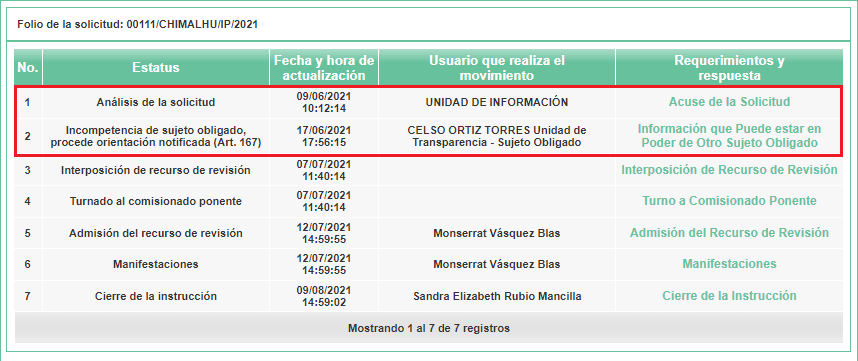 Folio de la solicitud: 00111/CHIMALHU/IP/2021
No. Estatus Fecha y hora de actualización Usuario que realiza el movimiento Requerimientos y respuesta
1 Análisis de la solicitud 09/06/2021 10:12:14 UNIDAD DE INFORMACIÓN Acuse de la Solicitud
2 Incompetencia de sujeto obligado, procede orientación notificada (Art. 167) 17/06/2021 17:56:15 CELSO ORTIZ TORRES Unidad de Transparencia - Sujeto Obligado Información que Puede estar en Poder de Otro Sujeto Obligado
3 Interposición de recurso de revisión 07/07/2021 11:40:14 Interposición de Recurso de Revisión
4 Turnado al comisionado ponente 07/07/2021 11:40:14 Turno a Comisionado Ponente
5 Admisión del recurso de revisión 12/07/2021 14:59:55 Monserrat Vásquez Blas Admisión del Recurso de Revisión
6 Manifestaciones 12/07/2021 14:59:55 Monserrat Vásquez Blas Manifestaciones
7 Cierre de la instrucción 09/08/2021 14:59:02 Sandra Elizabeth Rubio Mancilla Cierre de la Instrucción
Mostrando 1 al 7 de 7 registros